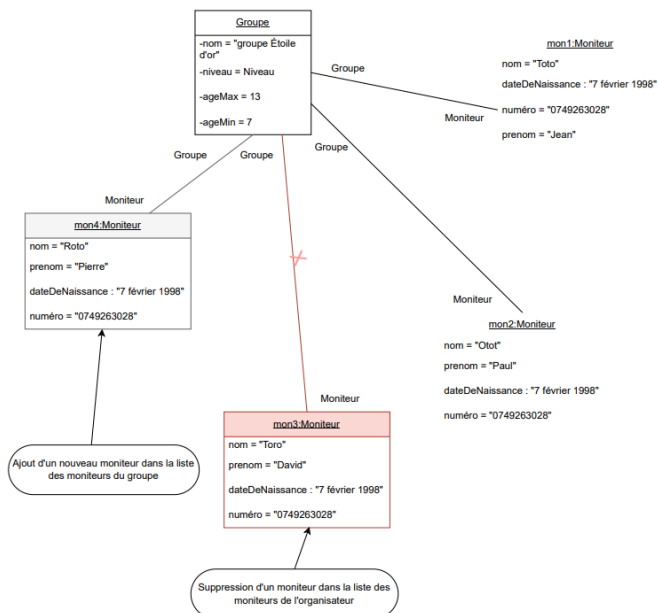 Groupe
-nom = "groupe Étoile
d'or"
-niveau = Niveau
-ageMax = 13
-ageMin = 7
Groupe
Moniteur
mon1:Moniteur
nom = "Toto"
dateDeNaissance : "7 février 1998"
numéro = "0749263028"
prenom = "Jean"
Groupe
Moniteur
mon2:Moniteur
nom = "Otot"
prenom = "Paul"
dateDeNaissance : "7 février 1998"
numéro = "0749263028"
Groupe
Moniteur
mon4:Moniteur
nom = "Roto"
prenom = "Pierre"
dateDeNaissance : "7 février 1998"
numéro = "0749263028"
Ajout d'un nouveau moniteur dans la liste
des moniteurs du groupe
Groupe
Moniteur
mon3:Moniteur
nom = "Toro"
prenom = "David"
dateDeNaissance : "7 février 1998"
numéro = "0749263028"
Suppression d'un moniteur dans la liste des
moniteurs de l'organisateur